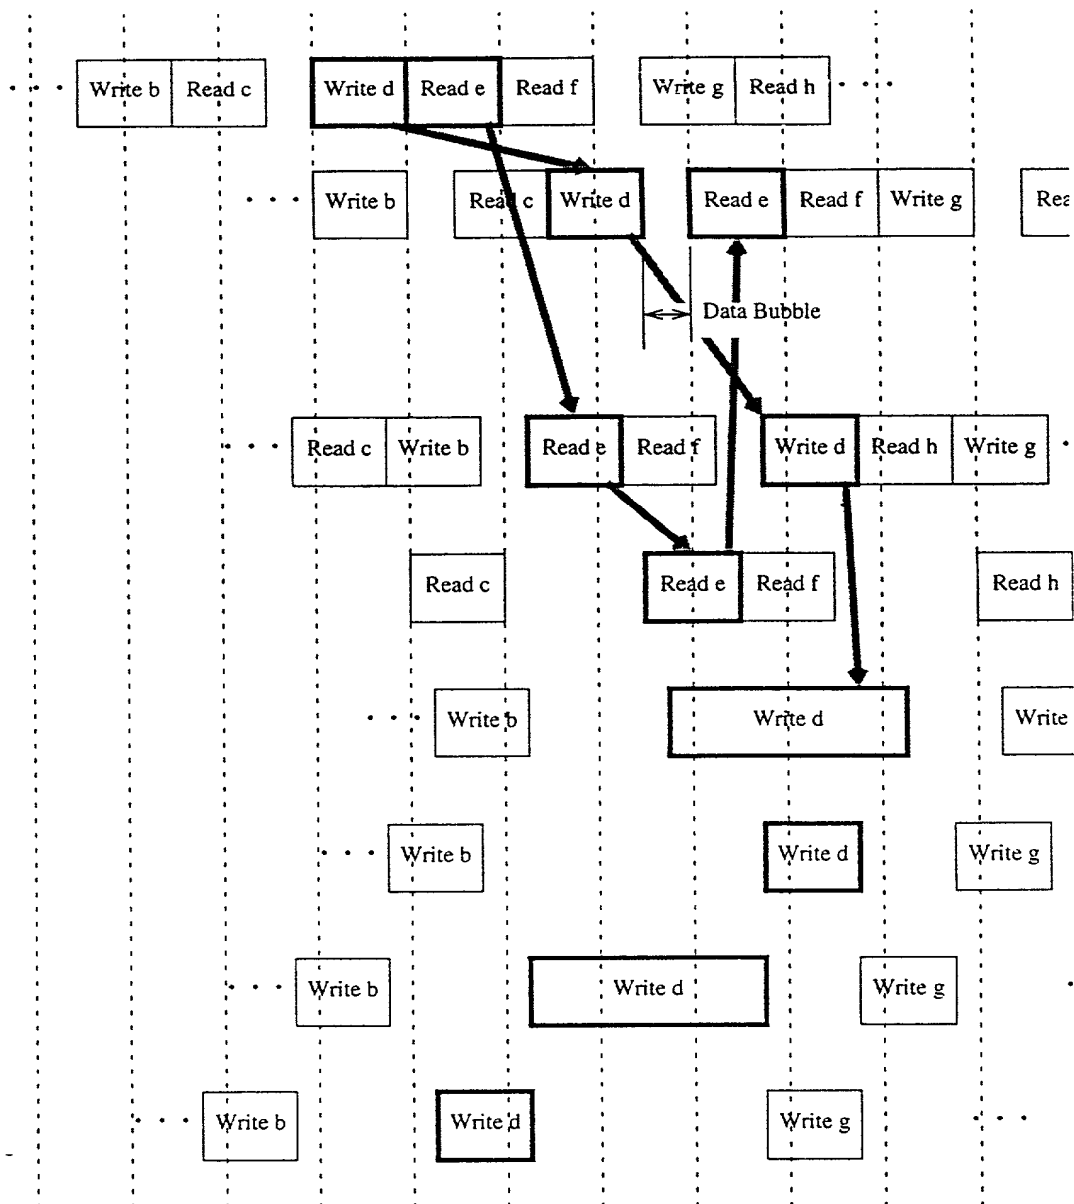 Write b Read c Write d Read e Read f Write g Read h
Write b Read c Write d Read e Read f Write g Rea
Data Bubble
Read c Write b Read e Read f Write d Read h Write g
Read c Read e Read f Read h
Write b Write d Write
Write b Write d Write g
Write b Write d Write g
Write b Write d Write g